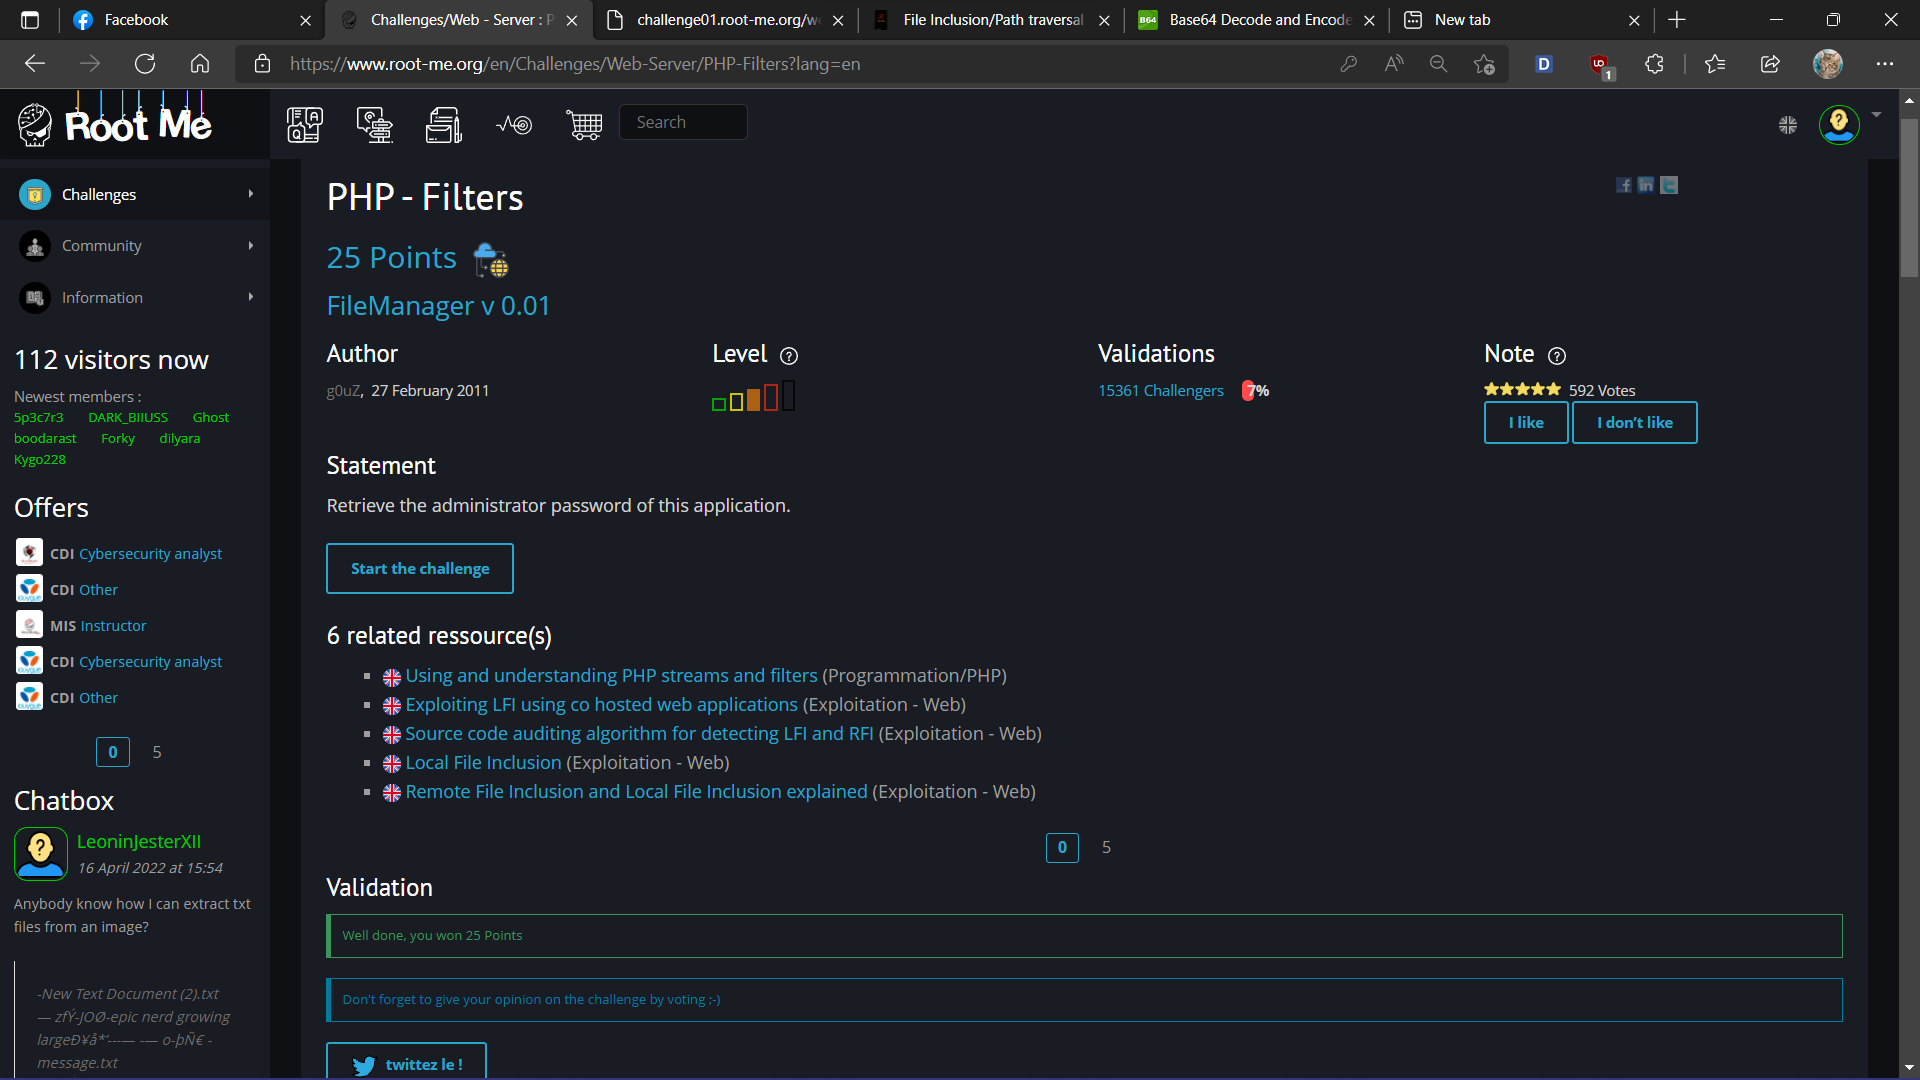 Facebook
Challenges/Web - Server : P
challenge01.root-me.org/we
File Inclusion/Path traversal
B64
Base64 Decode and Encode
New tab
https://www.root-me.org/en/Challenges/Web-Server/PHP-Filters?lang=en
D
1
Root Me
Search
Challenges
Community
Information
112 visitors now
Newest members :
5p3c7r3 DARK_BIIUSS Ghost
boodarast Forky dilyara
Kygo228
Offers
CDI Cybersecurity analyst
CDI Other
MIS Instructor
CDI Cybersecurity analyst
CDI Other
0 5
Chatbox
LeoninJesterXII
16 April 2022 at 15:54
Anybody know how I can extract txt
files from an image?
-New Text Document (2).txt
— zfÝ-JOØ-epic nerd growing
message.txt
PHP - Filters
25 Points
FileManager v 0.01
Author
g0uZ, 27 February 2011
Level ?
Validations
15361 Challengers 7%
Note ?
592 Votes
I like
I don't like
Statement
Retrieve the administrator password of this application.
Start the challenge
6 related ressource(s)
Using and understanding PHP streams and filters (Programmation/PHP)
Exploiting LFI using co hosted web applications (Exploitation - Web)
Source code auditing algorithm for detecting LFI and RFI (Exploitation - Web)
Local File Inclusion (Exploitation - Web)
Remote File Inclusion and Local File Inclusion explained (Exploitation - Web)
0 5
Validation
Well done, you won 25 Points
Don't forget to give your opinion on the challenge by voting ;-)
twittez le !